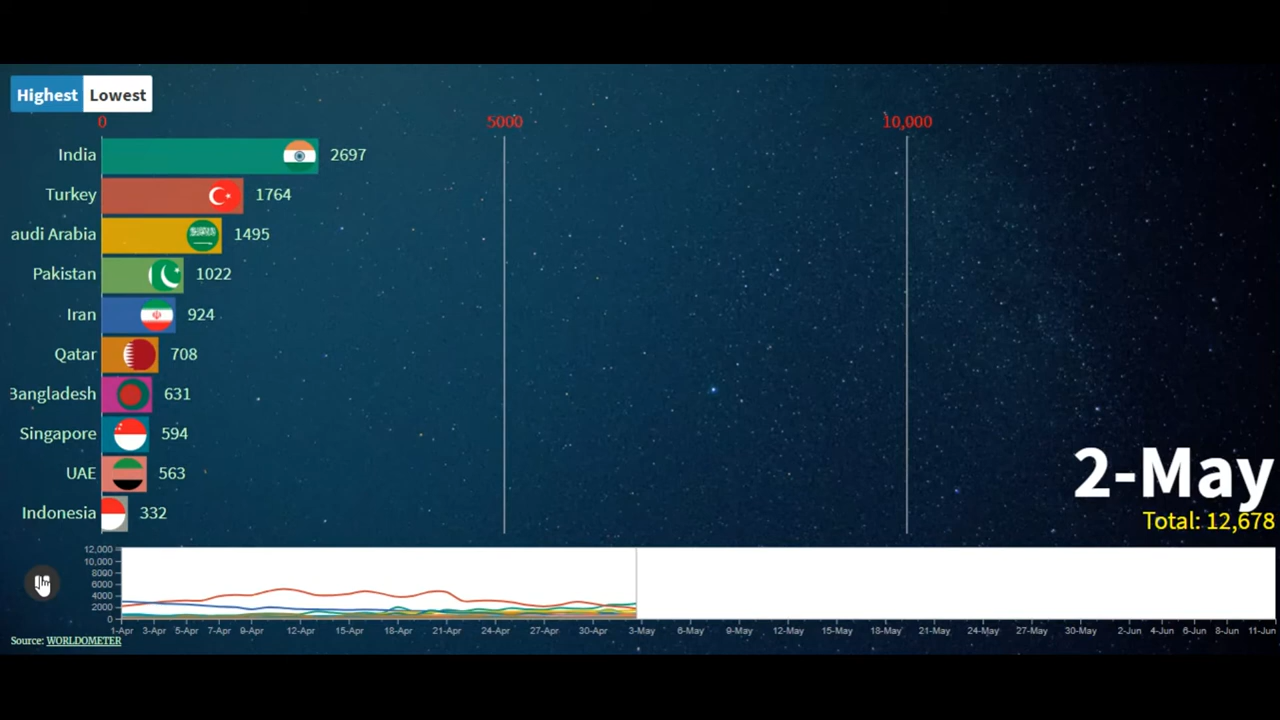 Highest Lowest
0 5000 10,000
India 2697
Turkey 1764
audi Arabia 1495
Pakistan 1022
Iran 924
Qatar 708
Bangladesh 631
Singapore 594
UAE 563
Indonesia 332
2-May
Total: 12,678
12,000
10,000
8000
6000
4000
2000
0
1-Apr 3-Apr 5-Apr 7-Apr 9-Apr 12-Apr 15-Apr 18-Apr 21-Apr 24-Apr 27-Apr 30-Apr 3-May 6-May 9-May 12-May 15-May 18-May 21-May 24-May 27-May 30-May 2-Jun 4-Jun 6-Jun 8-Jun 11-Jun
Source: WORLDOMETER